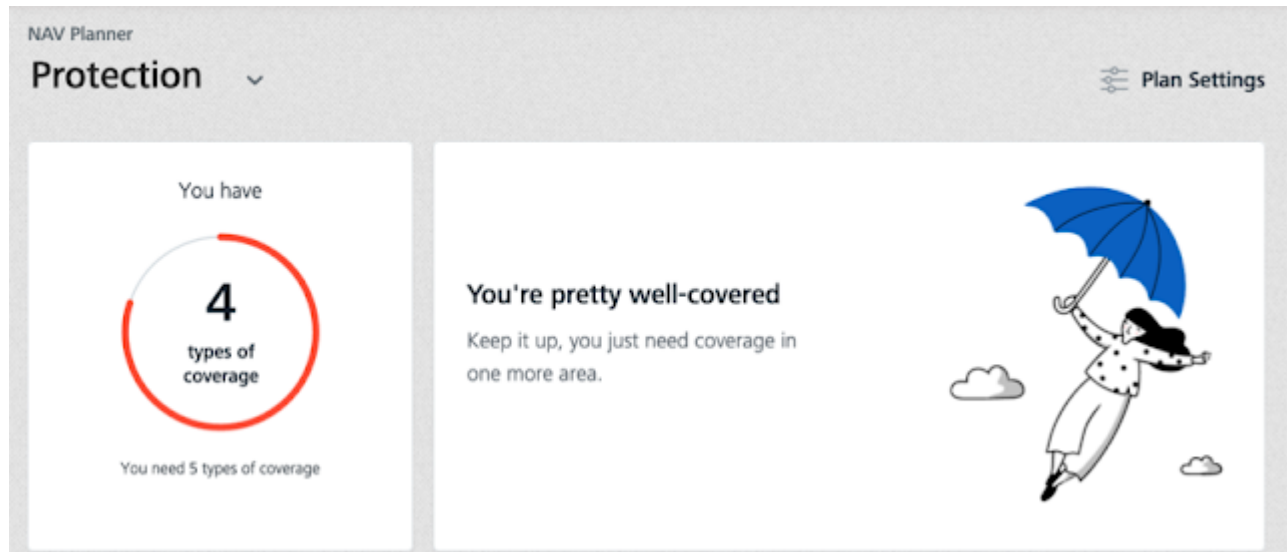 NAV Planner
Protection
Plan Settings
You have
4
types of
coverage
You need 5 types of coverage
You're pretty well-covered
Keep it up, you just need coverage in
one more area.